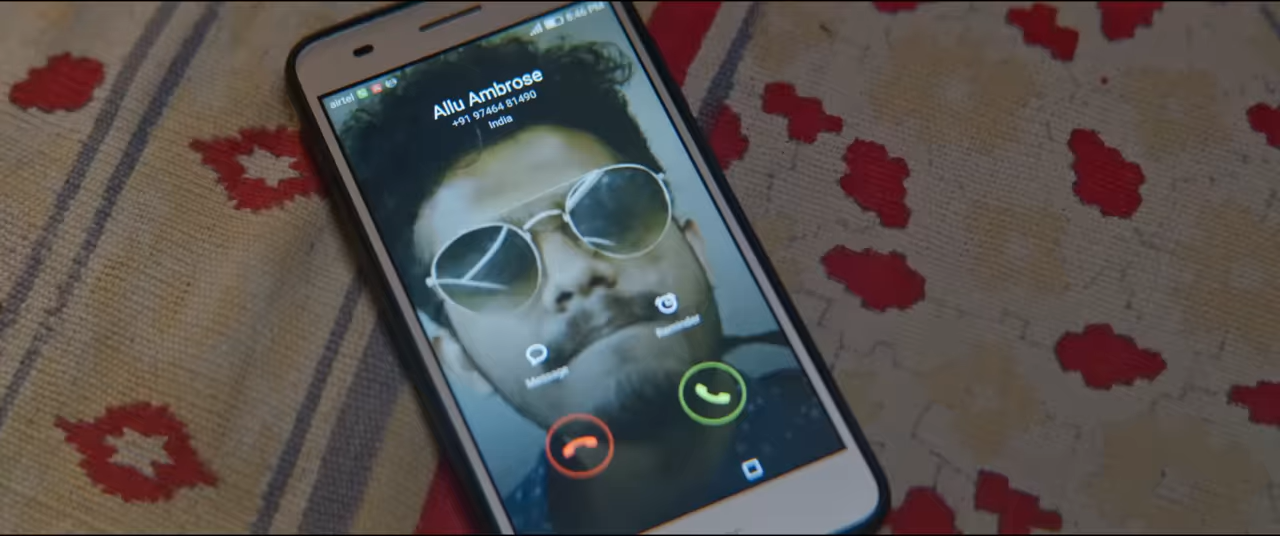 airtel
6:46 PM
Allu Ambrose
+91 97464 81490
India
Message
Reminder